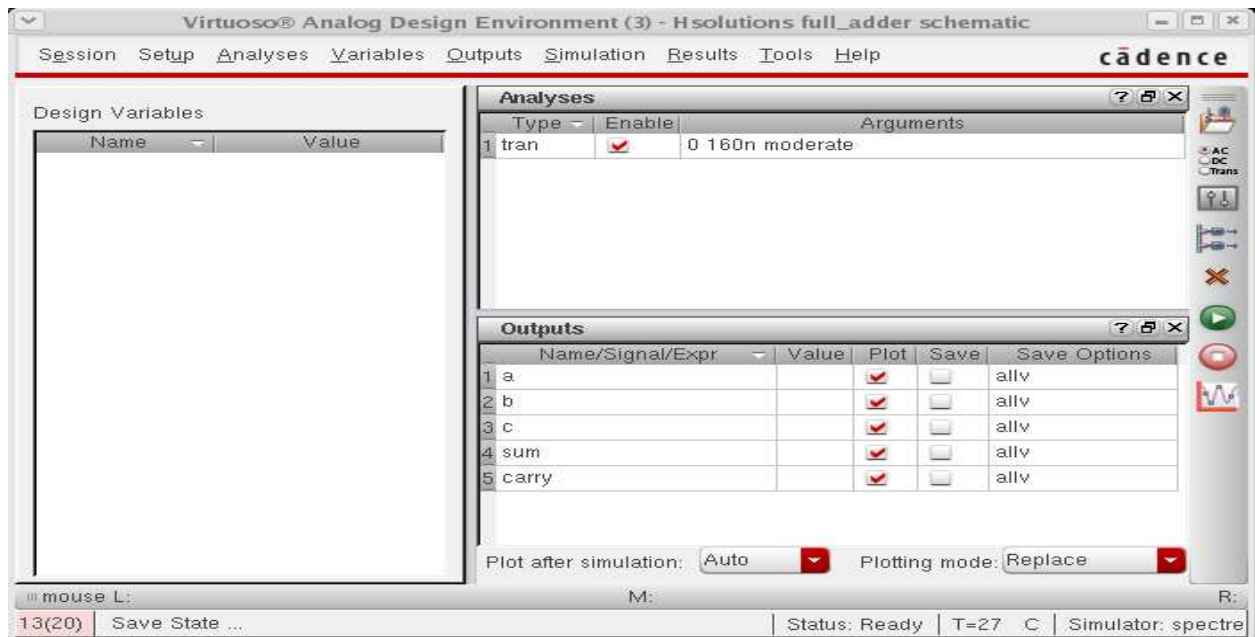 Virtuoso® Analog Design Environment (3) - Hsolutions full_adder schematic
Session Setup Analyses Variables Outputs Simulation Results Tools Help cādence
Design Variables
Name Value
Analyses
Type Enable Arguments
1 tran 0 160n moderate
AC
DC
Trans
Outputs
Name/Signal/Expr Value Plot Save Save Options
1 a allv
2 b allv
3 c allv
4 sum allv
5 carry allv
Plot after simulation: Auto Plotting mode: Replace
mouse L: M: R:
13(20) Save State ... Status: Ready T=27 C Simulator: spectre